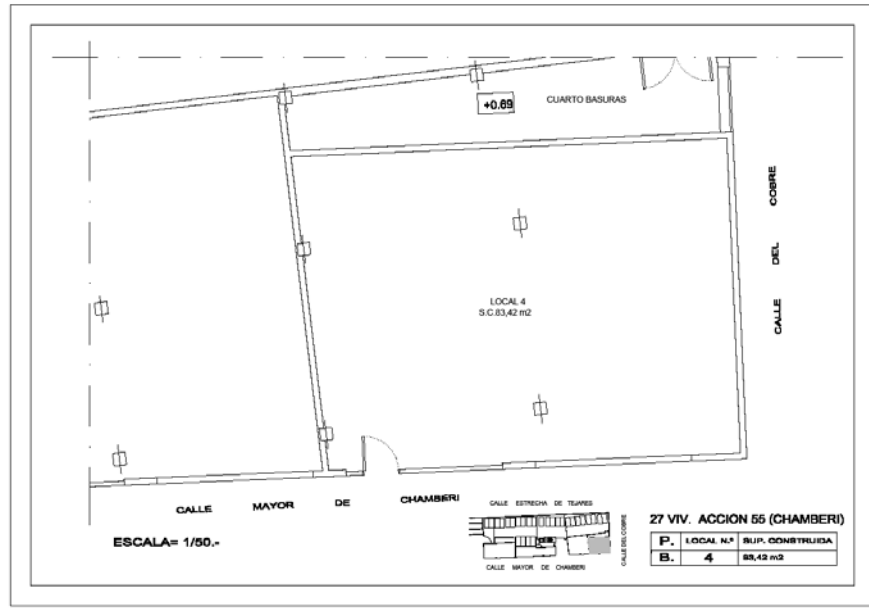 +0.69
CUARTO BASURAS
CALLE DEL COBRE
LOCAL 4
S.C.83,42 m2
CALLE MAYOR DE CHAMBERI
ESCALA= 1/50.-
CALLE ESTRECHA DE TEJARES
CALLE DEL COBRE
CALLE MAYOR DE CHAMBERI
27 VIV. ACCION 55 (CHAMBERI)
P. LOCAL N.º SUP. CONSTRUIDA
B. 4 83,42 m2